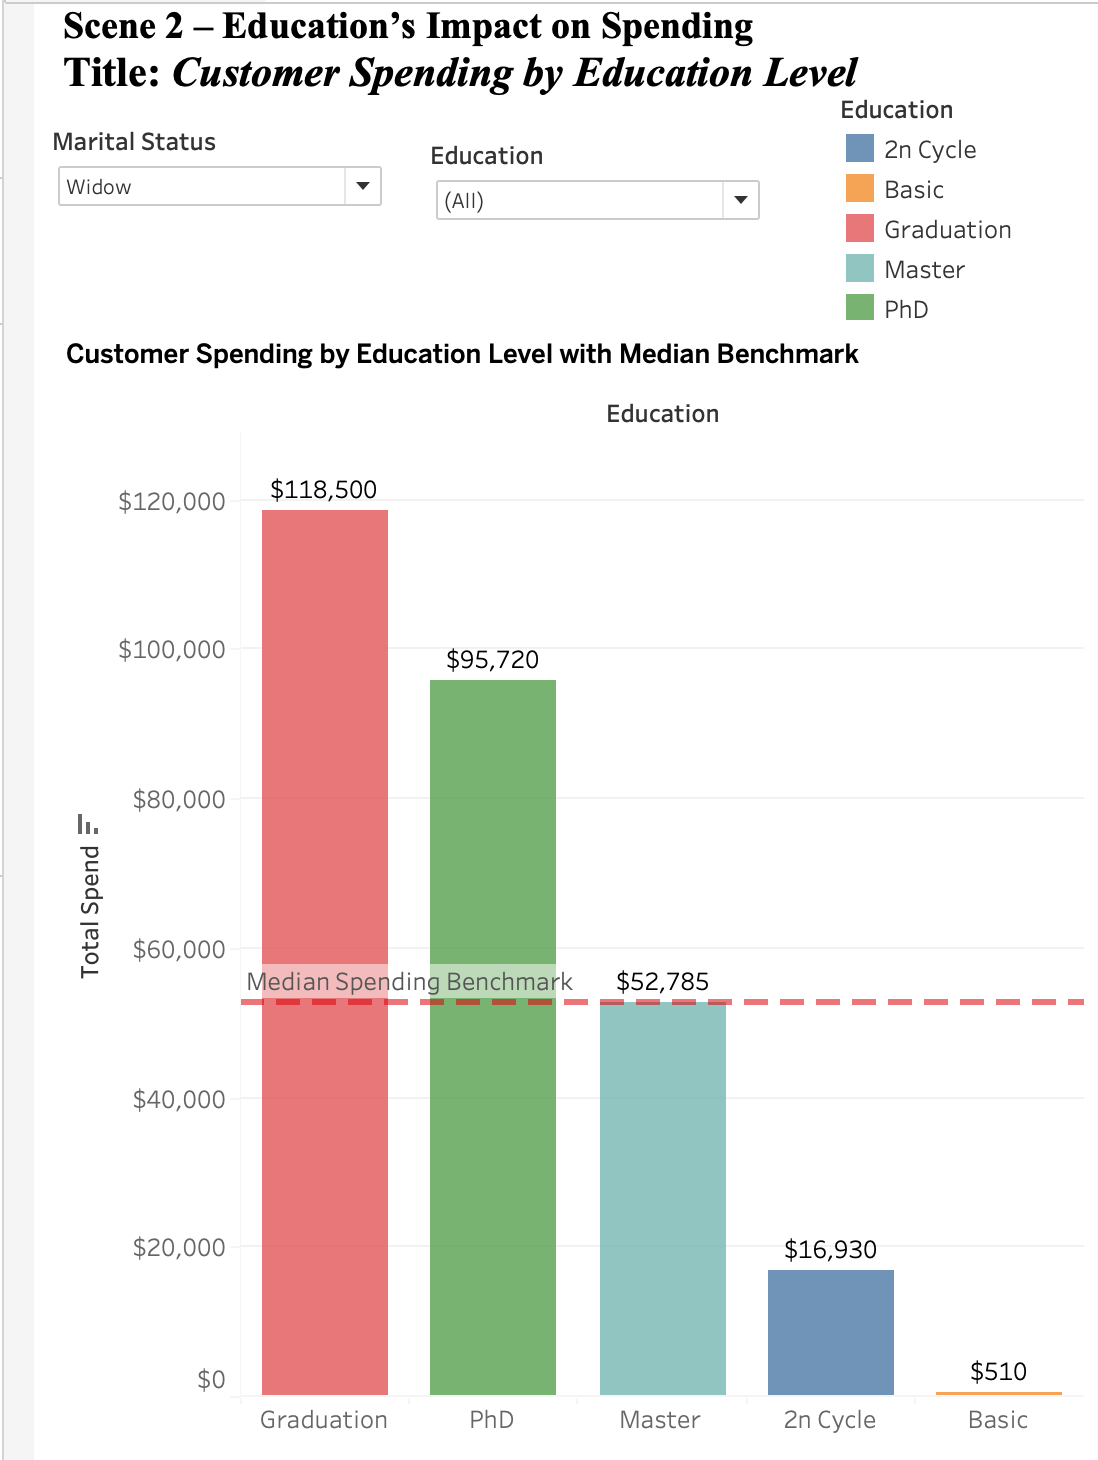 Scene 2 – Education’s Impact on Spending
Title: Customer Spending by Education Level
Marital Status
Widow
Education
(All)
Education
2n Cycle
Basic
Graduation
Master
PhD
Customer Spending by Education Level with Median Benchmark
Education
Total Spend
$120,000
$100,000
$80,000
$60,000
$40,000
$20,000
$0
$118,500
$95,720
$52,785
$16,930
$510
Median Spending Benchmark
Graduation
PhD
Master
2n Cycle
Basic